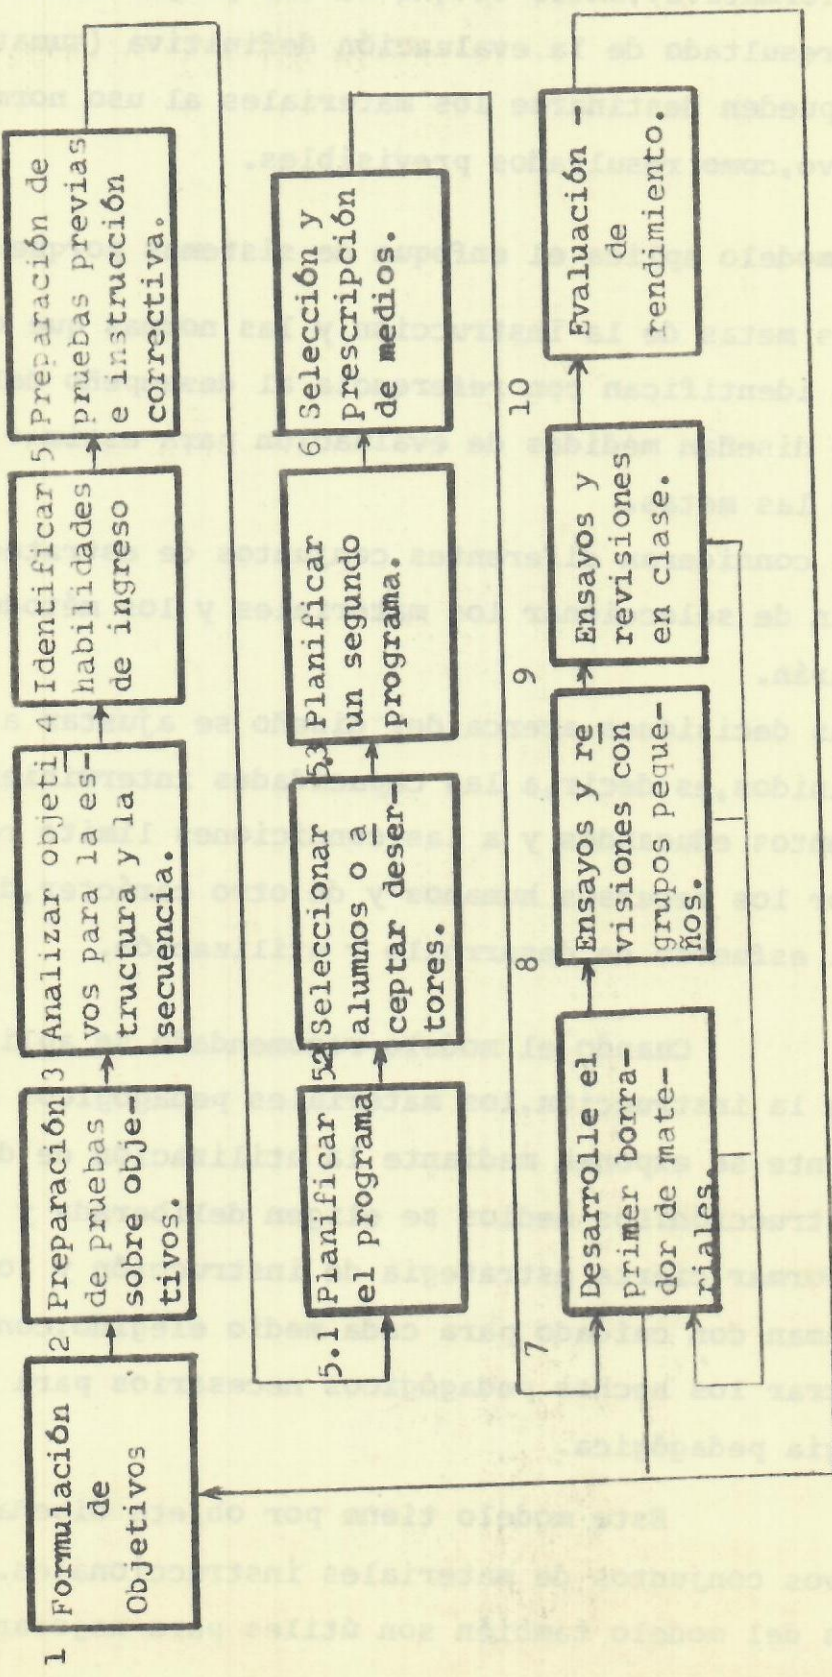 1
Formulación
de
Objetivos
2
Preparación
de pruebas
sobre obje-
tivos.
3
Analizar objeti
vos para la es-
tructura y la
secuencia.
4
Identificar
habilidades
de ingreso
5
Preparación de
pruebas previas
e instrucción
correctiva.
5.1
Planificar
el programa
5.2
Seleccionar
alumnos o a
ceptar deser-
tores.
5.3
Planificar
un segundo
programa.
6
Selección y
prescripción
de medios.
7
Desarrolle el
primer borra-
dor de mate-
riales.
8
Ensayos y re
visiones con
grupos peque-
ños.
9
Ensayos y
revisiones
en clase.
10
Evaluación -
de
rendimiento.